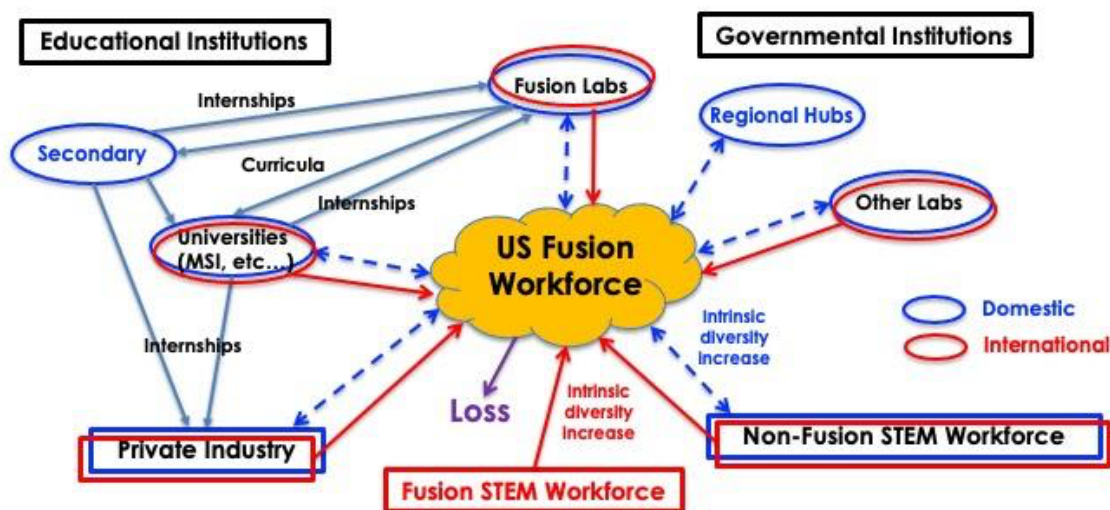 Educational Institutions
Governmental Institutions
Fusion Labs
Internships
Regional Hubs
Secondary
Curricula
Internships
Other Labs
Universities
(MSI, etc...)
US Fusion
Workforce
Intrinsic
diversity
increase
Domestic
International
Internships
Loss
Intrinsic
diversity
increase
Private Industry
Non-Fusion STEM Workforce
Fusion STEM Workforce